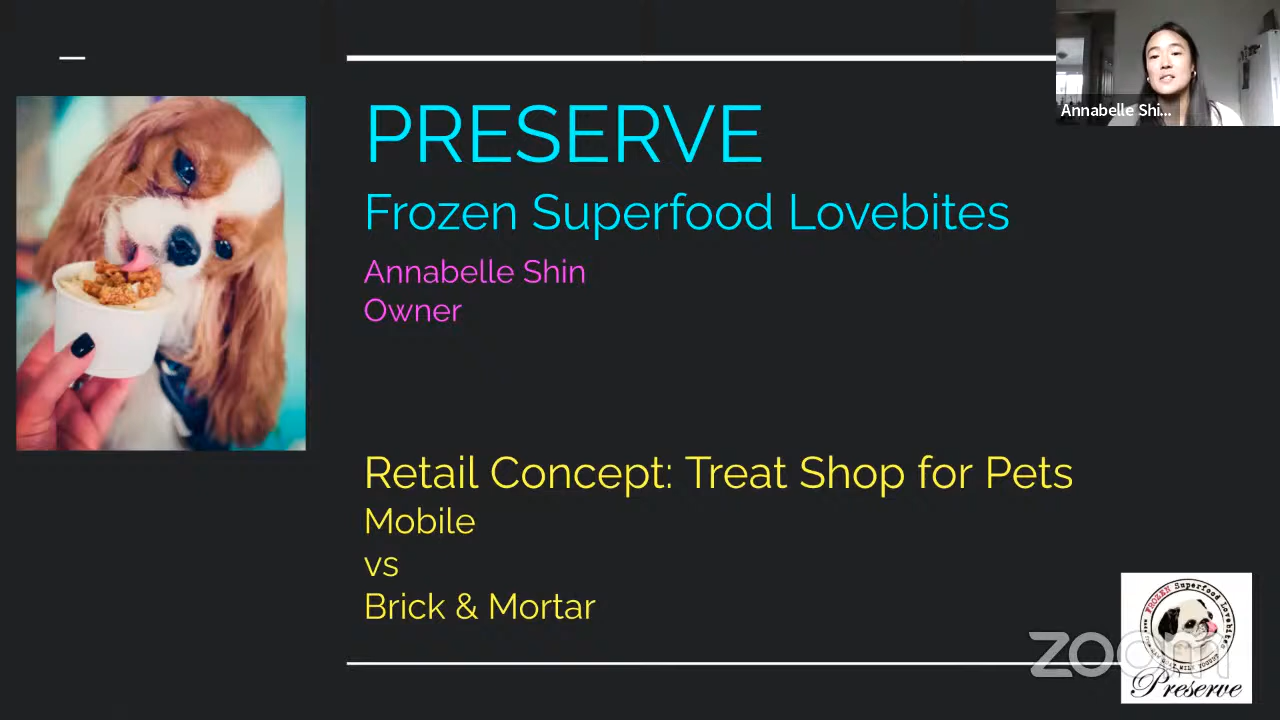 PRESERVE
Frozen Superfood Lovebites
Annabelle Shin
Owner
Retail Concept: Treat Shop for Pets
Mobile
vs
Brick & Mortar
Annabelle Shi...
FROZEN Superfood Lovebites
Preserve
zoom